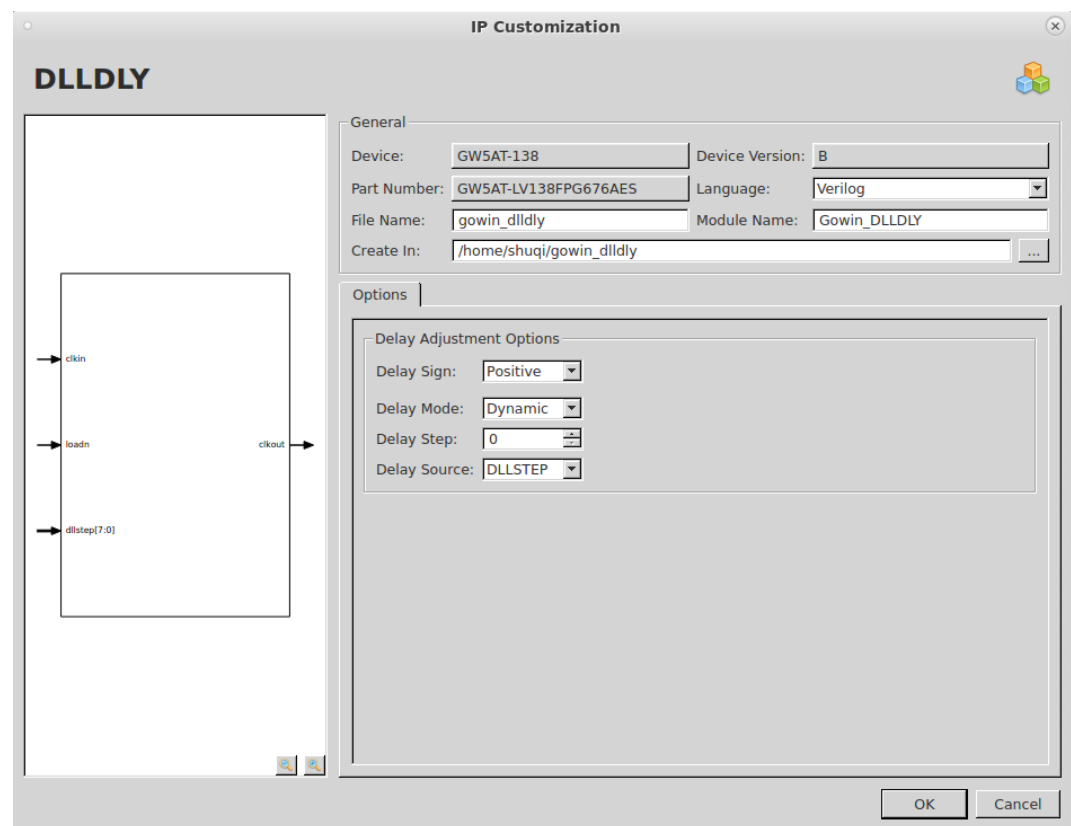 IP Customization
DLLDLY
General
Device: GW5AT-138 Device Version: B
Part Number: GW5AT-LV138FPG676AES Language: Verilog
File Name: gowin_dlldly Module Name: Gowin_DLLDLY
Create In: /home/shuqi/gowin_dlldly ...
Options
Delay Adjustment Options
Delay Sign: Positive
Delay Mode: Dynamic
Delay Step: 0
Delay Source: DLLSTEP
clkin
loadn clkout
dllstep[7:0]
OK Cancel